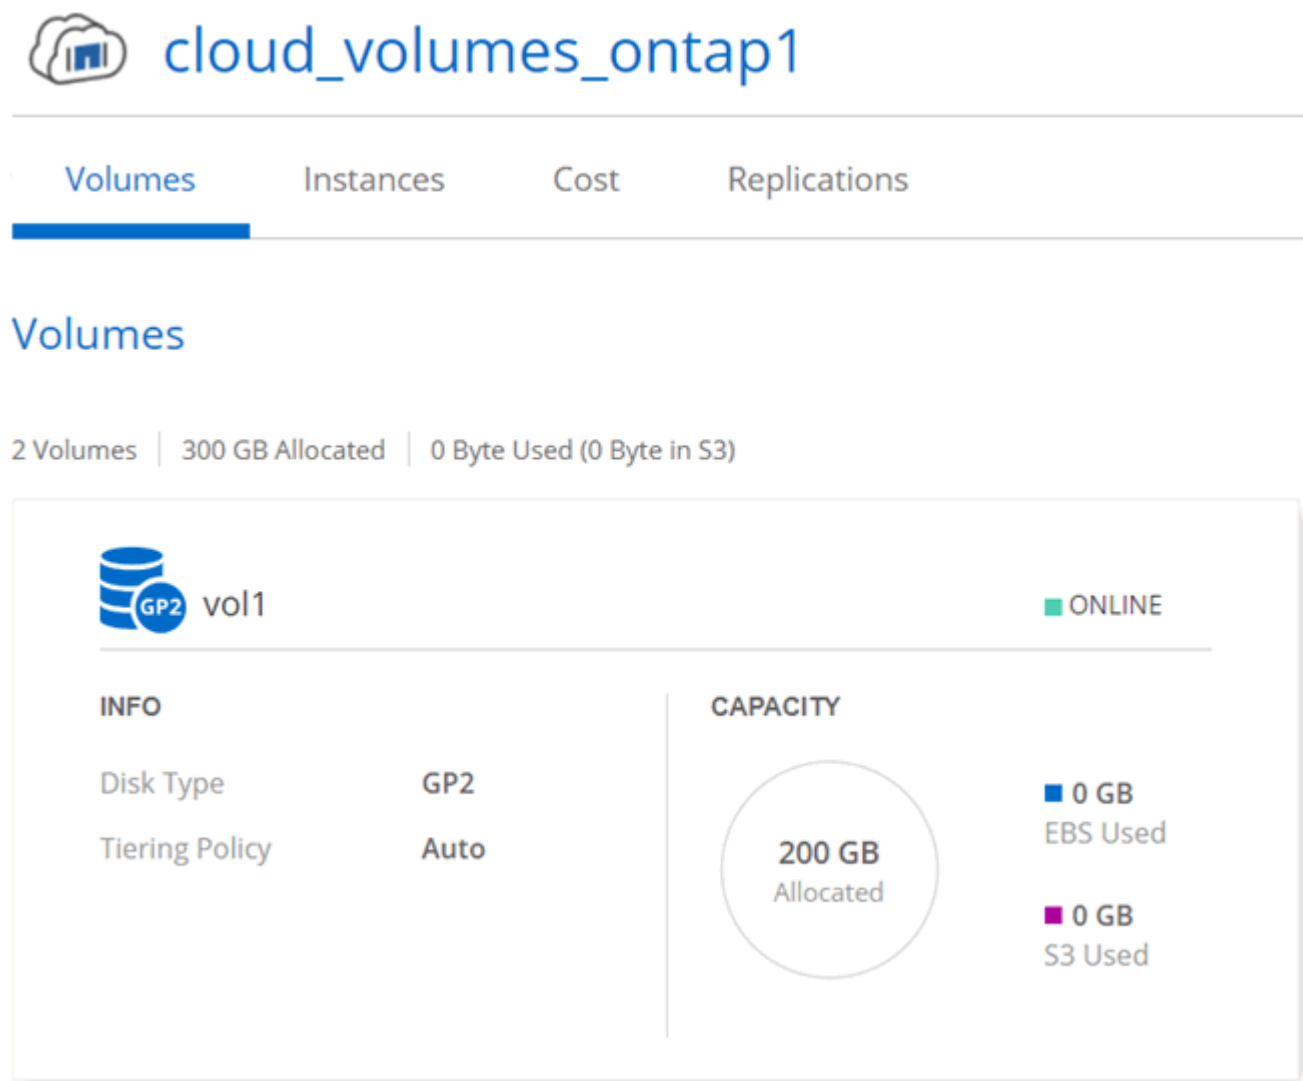 cloud_volumes_ontap1
Volumes Instances Cost Replications
Volumes
2 Volumes 300 GB Allocated 0 Byte Used (0 Byte in S3)
GP2 vol1 ONLINE
INFO CAPACITY
Disk Type GP2
Tiering Policy Auto
200 GB
Allocated
0 GB
EBS Used
0 GB
S3 Used